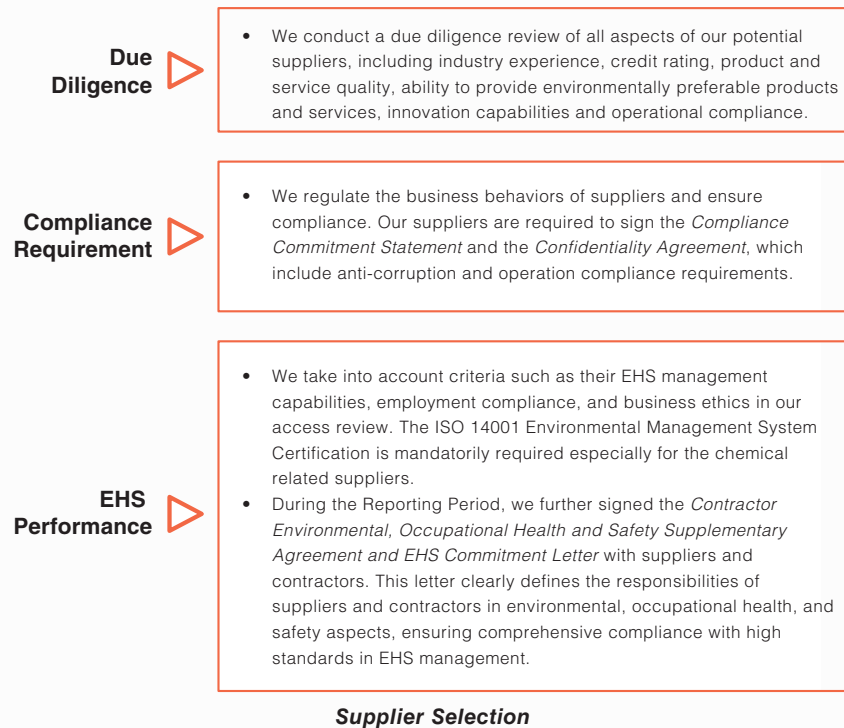 Due
Diligence
• We conduct a due diligence review of all aspects of our potential
suppliers, including industry experience, credit rating, product and
service quality, ability to provide environmentally preferable products
and services, innovation capabilities and operational compliance.
Compliance
Requirement
• We regulate the business behaviors of suppliers and ensure
compliance. Our suppliers are required to sign the Compliance
Commitment Statement and the Confidentiality Agreement, which
include anti-corruption and operation compliance requirements.
EHS
Performance
• We take into account criteria such as their EHS management
capabilities, employment compliance, and business ethics in our
access review. The ISO 14001 Environmental Management System
Certification is mandatorily required especially for the chemical
related suppliers.
• During the Reporting Period, we further signed the Contractor
Environmental, Occupational Health and Safety Supplementary
Agreement and EHS Commitment Letter with suppliers and
contractors. This letter clearly defines the responsibilities of
suppliers and contractors in environmental, occupational health, and
safety aspects, ensuring comprehensive compliance with high
standards in EHS management.
Supplier Selection